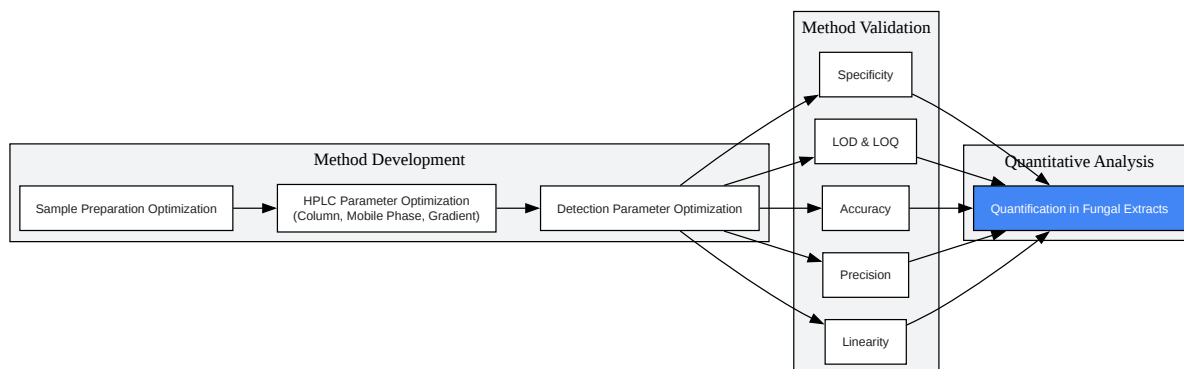 Method Development
Sample Preparation Optimization
HPLC Parameter Optimization
(Column, Mobile Phase, Gradient)
Detection Parameter Optimization
Method Validation
Specificity
LOD & LOQ
Accuracy
Precision
Linearity
Quantitative Analysis
Quantification in Fungal Extracts